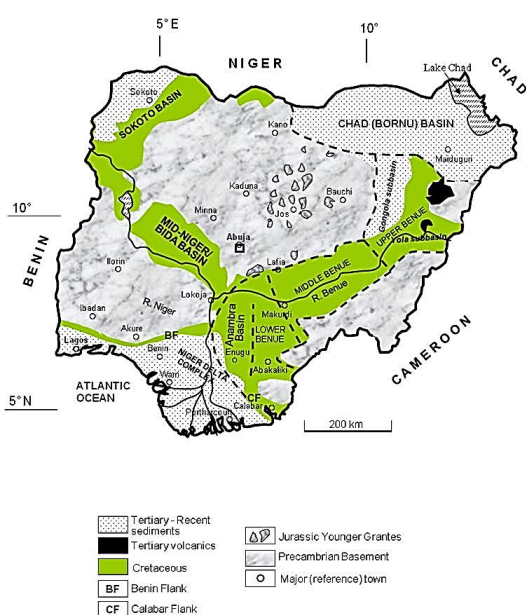 5°E
10°
NIGER
CHAD
Lake Chad
Sokoto
SOKOTO BASIN
Kano
CHAD (BORNU) BASIN
Maiduguri
Kaduna
Bauchi
Gongola subbasin
10°
Minna
Jos
MID-NIGER/
BIDA BASIN
Abuja
UPPER BENUE
Yola subbasin
BENIN
Ilorin
Lafia
MIDDLE BENUE
R. Benue
Lokoja
R. Niger
Makurdi
Ibadan
Anambra
Basin
LOWER
BENUE
CAMEROON
Akure
BF
Lagos
Benin
Enugu
Abakaliki
NIGER DELTA
COMPLEX
Warri
ATLANTIC
OCEAN
CF
Calabar
5°N
Portharcourt
200 km
Tertiary - Recent
sediments
Tertiary volcanics
Cretaceous
BF Benin Flank
CF Calabar Flank
Jurassic Younger Grantes
Precambrian Basement
Major (reference) town